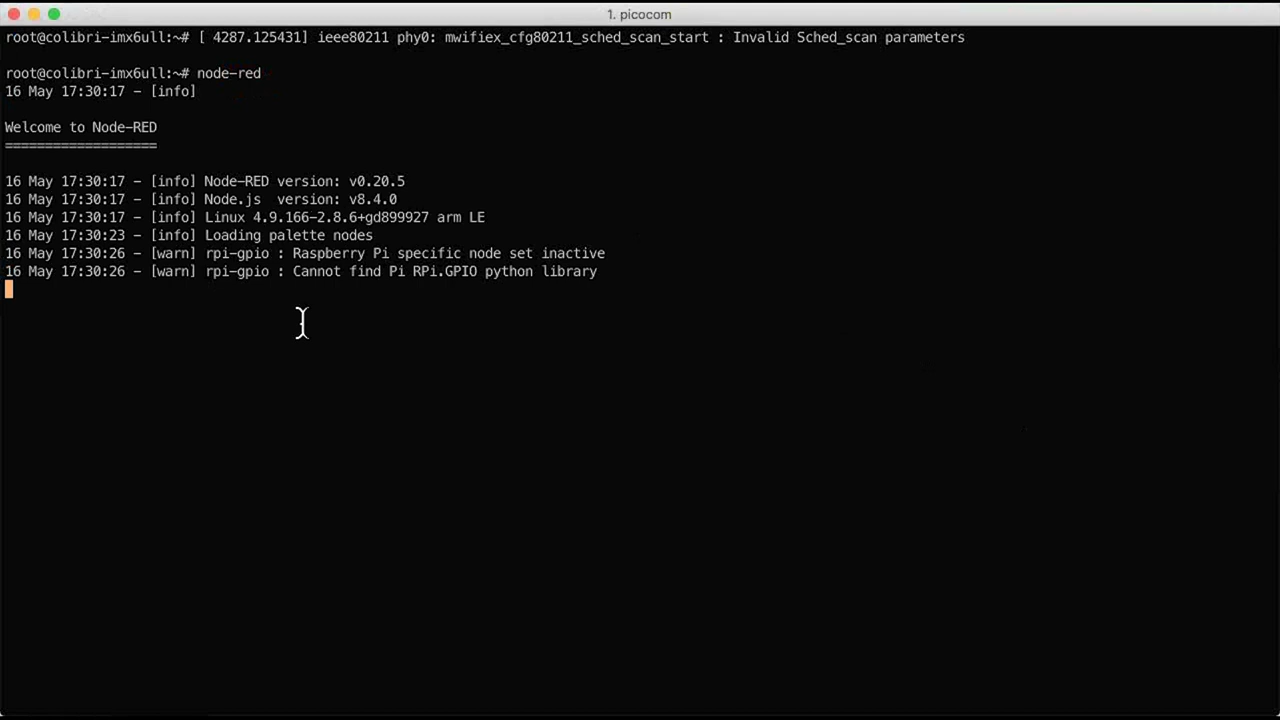 1. picocom
root@colibri-imx6ull:~# [ 4287.125431] ieee80211 phy0: mwifiex_cfg80211_sched_scan_start : Invalid Sched_scan parameters
root@colibri-imx6ull:~# node-red
16 May 17:30:17 - [info]
Welcome to Node-RED
===================
16 May 17:30:17 - [info] Node-RED version: v0.20.5
16 May 17:30:17 - [info] Node.js  version: v8.4.0
16 May 17:30:17 - [info] Linux 4.9.166-2.8.6+gd899927 arm LE
16 May 17:30:23 - [info] Loading palette nodes
16 May 17:30:26 - [warn] rpi-gpio : Raspberry Pi specific node set inactive
16 May 17:30:26 - [warn] rpi-gpio : Cannot find Pi RPi.GPIO python library